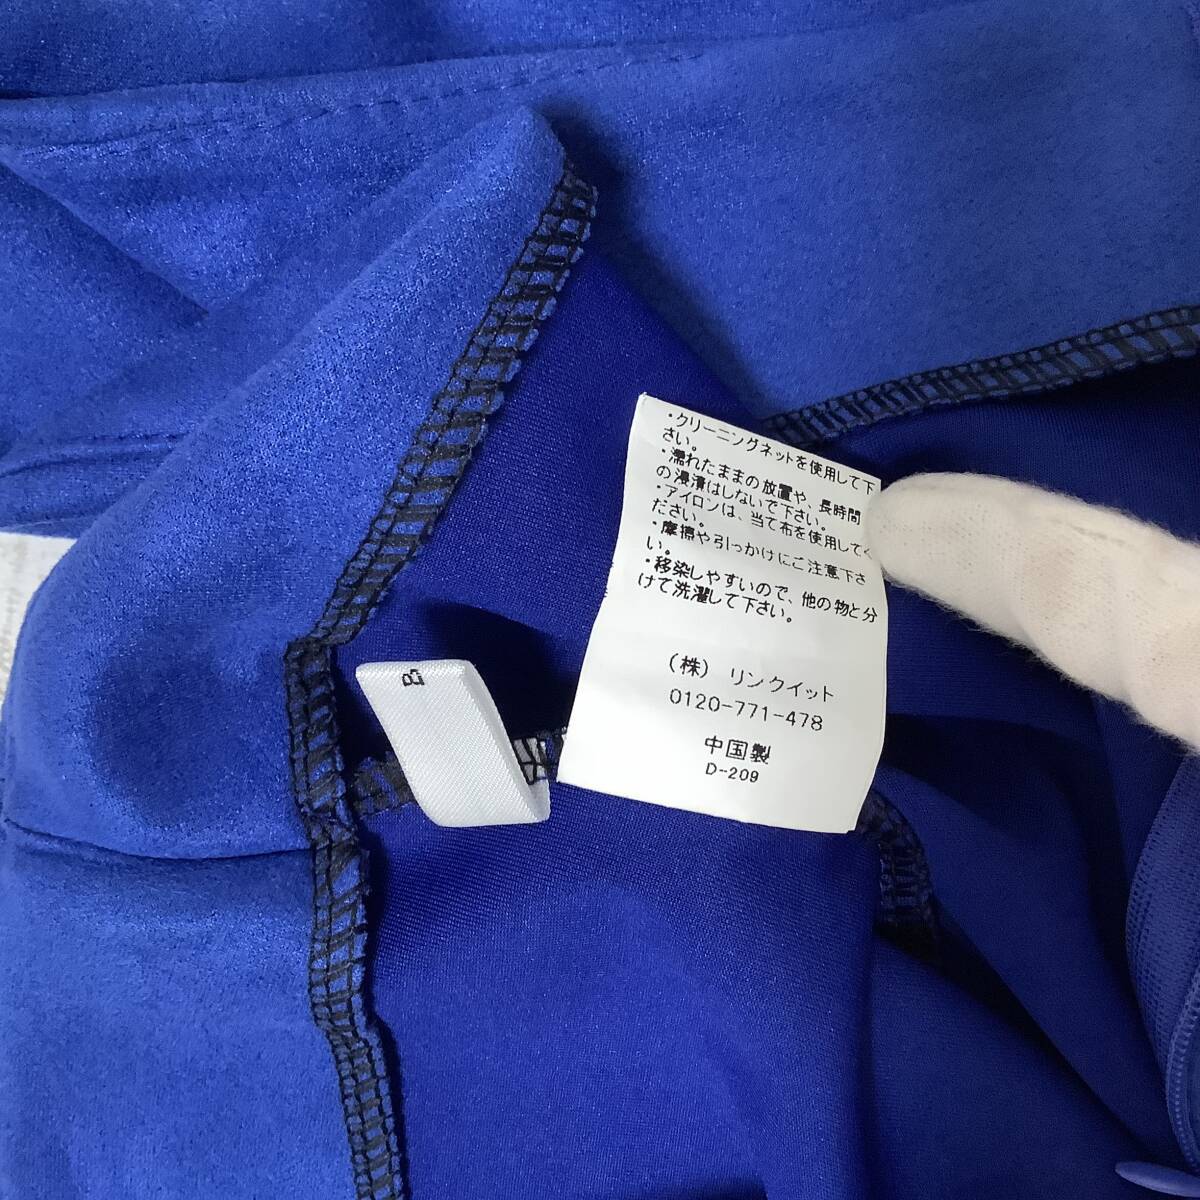 ・クリーニングネットを使用して下
さい。
・濡れたままの放置や、長時間
の浸漬はしないで下さい。
・アイロンは、当て布を使用してく
ださい。
・摩擦や引っかけにご注意下さ
い。
・移染しやすいので、他の物と分
けて洗濯して下さい。
(株) リンクイット
0120-771-478
中国製
D-209
B